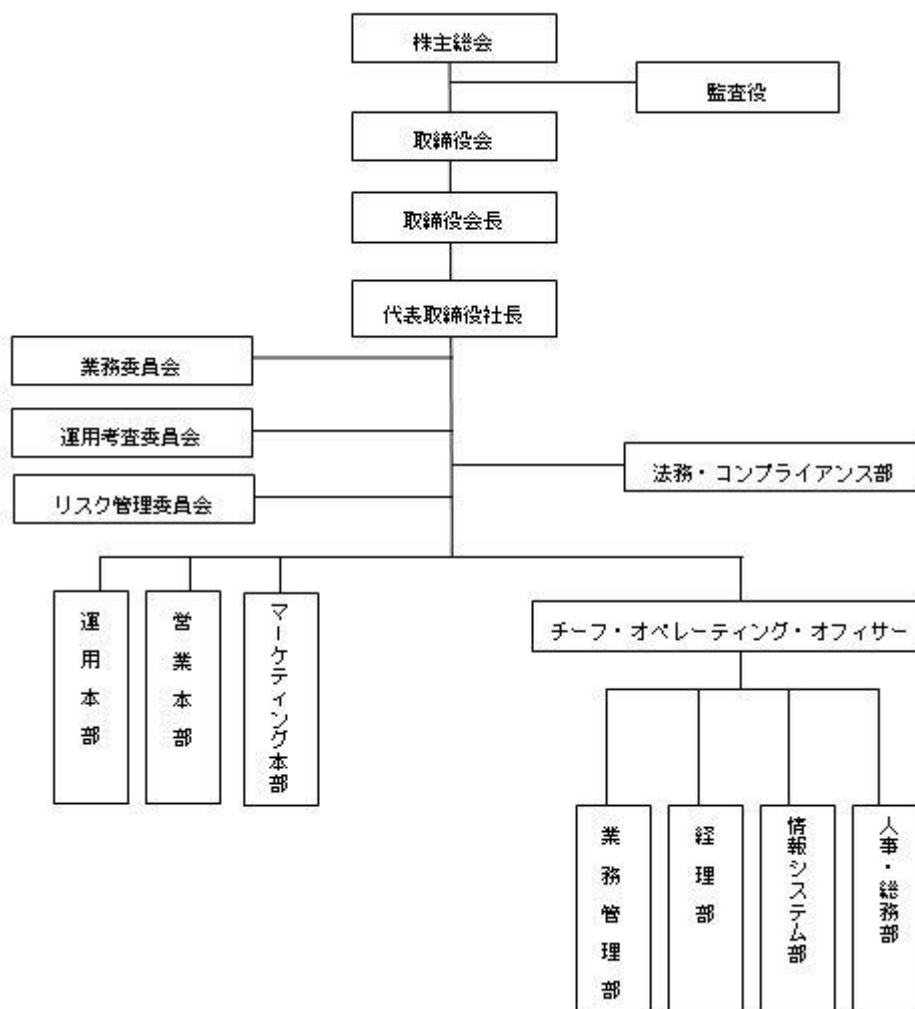 株主総会
監査役
取締役会
取締役会長
代表取締役社長
業務委員会
運用考査委員会
法務・コンプライアンス部
リスク管理委員会
運用本部
営業本部
マーケティング本部
チーフ・オペレーティング・オフィサー
業務管理部
経理部
情報システム部
人事・総務部